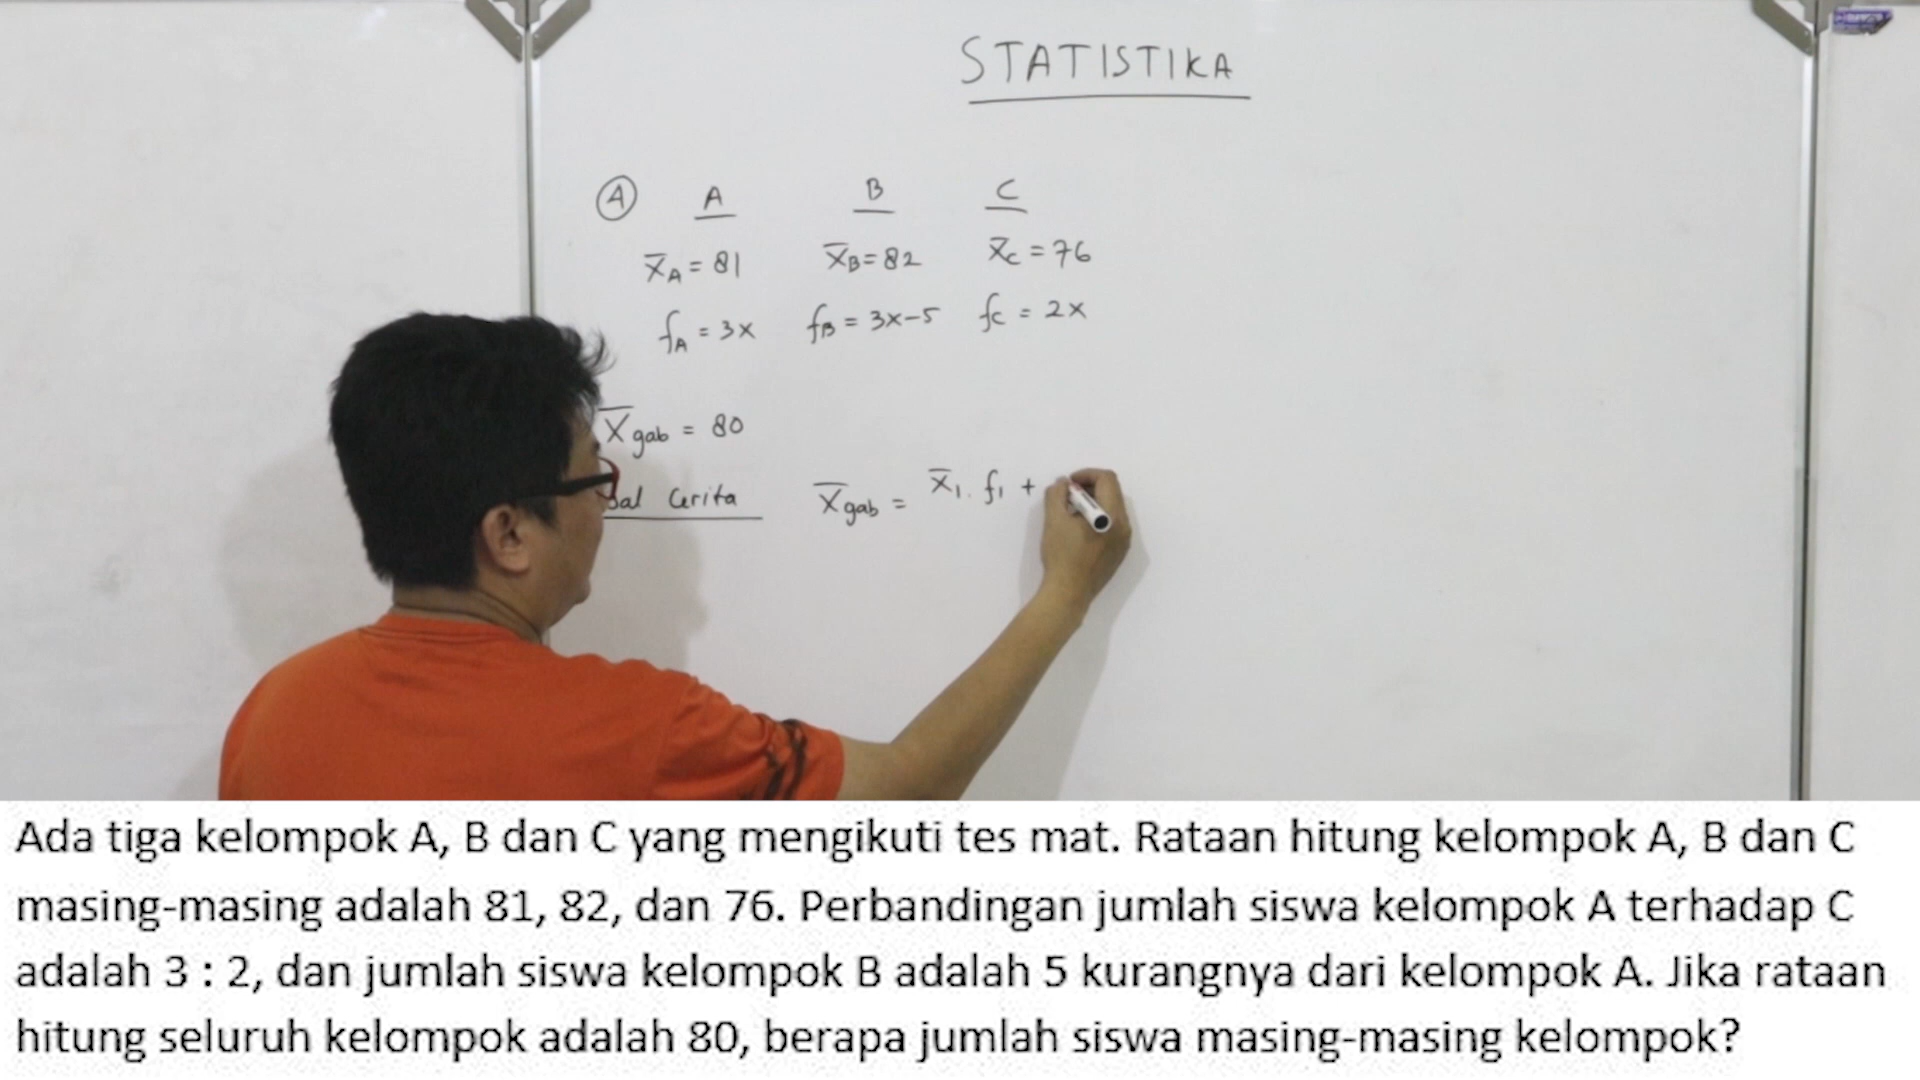 STATISTIKA
4 A B C
x̄A = 81 x̄B = 82 x̄C = 76
fA = 3x fB = 3x-5 fC = 2x
X̄gab = 80
Cerita X̄gab = x̄1. f1 +
Ada tiga kelompok A, B dan C yang mengikuti tes mat. Rataan hitung kelompok A, B dan C
masing-masing adalah 81, 82, dan 76. Perbandingan jumlah siswa kelompok A terhadap C
adalah 3 : 2, dan jumlah siswa kelompok B adalah 5 kurangnya dari kelompok A. Jika rataan
hitung seluruh kelompok adalah 80, berapa jumlah siswa masing-masing kelompok?